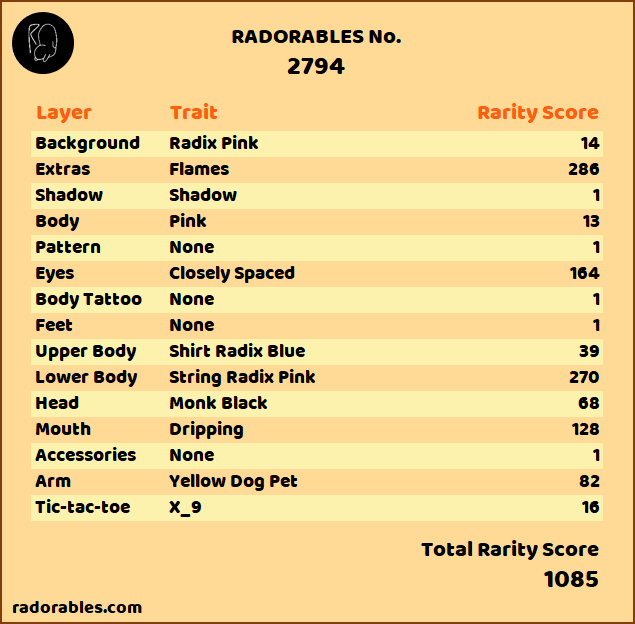 RADORABLES No.
2794
Layer Trait Rarity Score
Background Radix Pink 14
Extras Flames 286
Shadow Shadow 1
Body Pink 13
Pattern None 1
Eyes Closely Spaced 164
Body Tattoo None 1
Feet None 1
Upper Body Shirt Radix Blue 39
Lower Body String Radix Pink 270
Head Monk Black 68
Mouth Dripping 128
Accessories None 1
Arm Yellow Dog Pet 82
Tic-tac-toe X_9 16
Total Rarity Score
1085
radorables.com